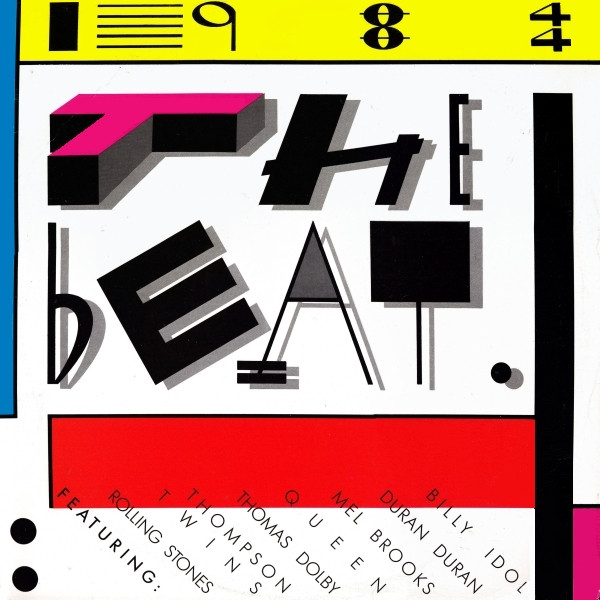 1984
The
bEAT.
FEATURING:
ROLLING STONES
THOMPSON
TWINS
THOMAS DOLBY
QUEEN
MEL BROOKS
DURAN DURAN
BILLY IDOL